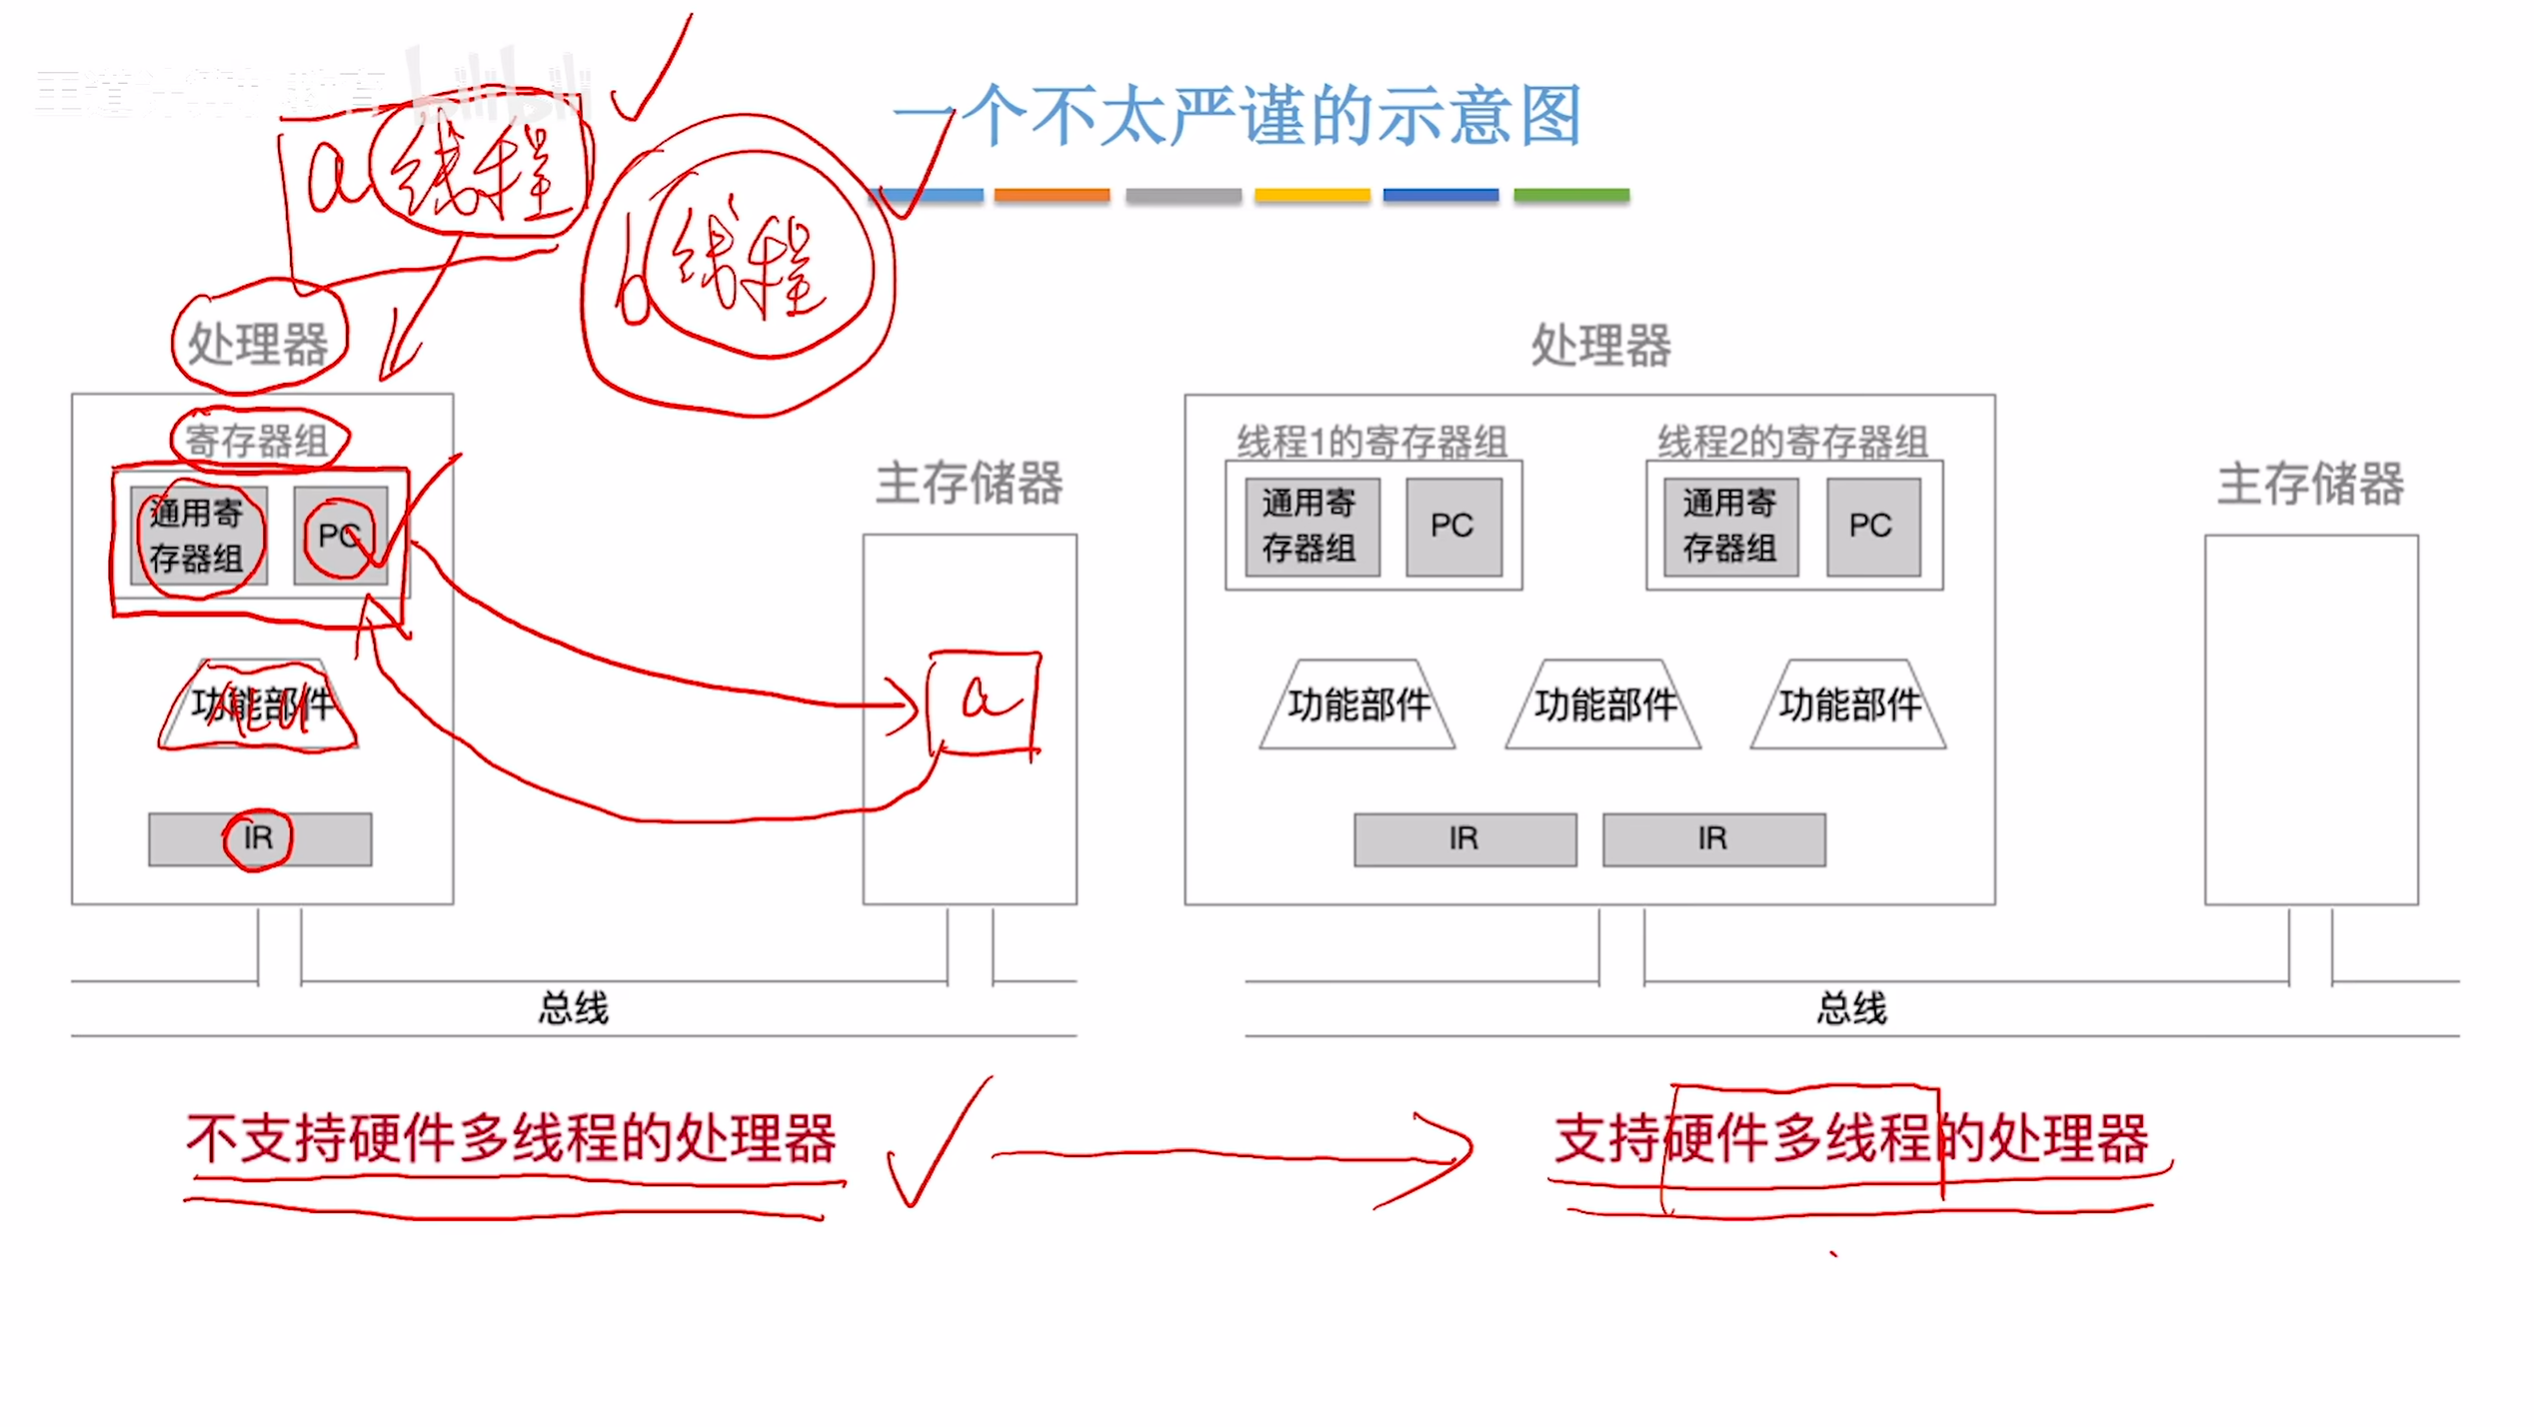 王道计算机教育 bilibili
一个不太严谨的示意图
a 线程
b 线程
处理器
寄存器组
通用寄
存器组
PC
功能部件
ALU
IR
主存储器
a
总线
不支持硬件多线程的处理器
处理器
线程1的寄存器组
通用寄
存器组
PC
线程2的寄存器组
通用寄
存器组
PC
功能部件
功能部件
功能部件
IR
IR
主存储器
总线
支持硬件多线程的处理器